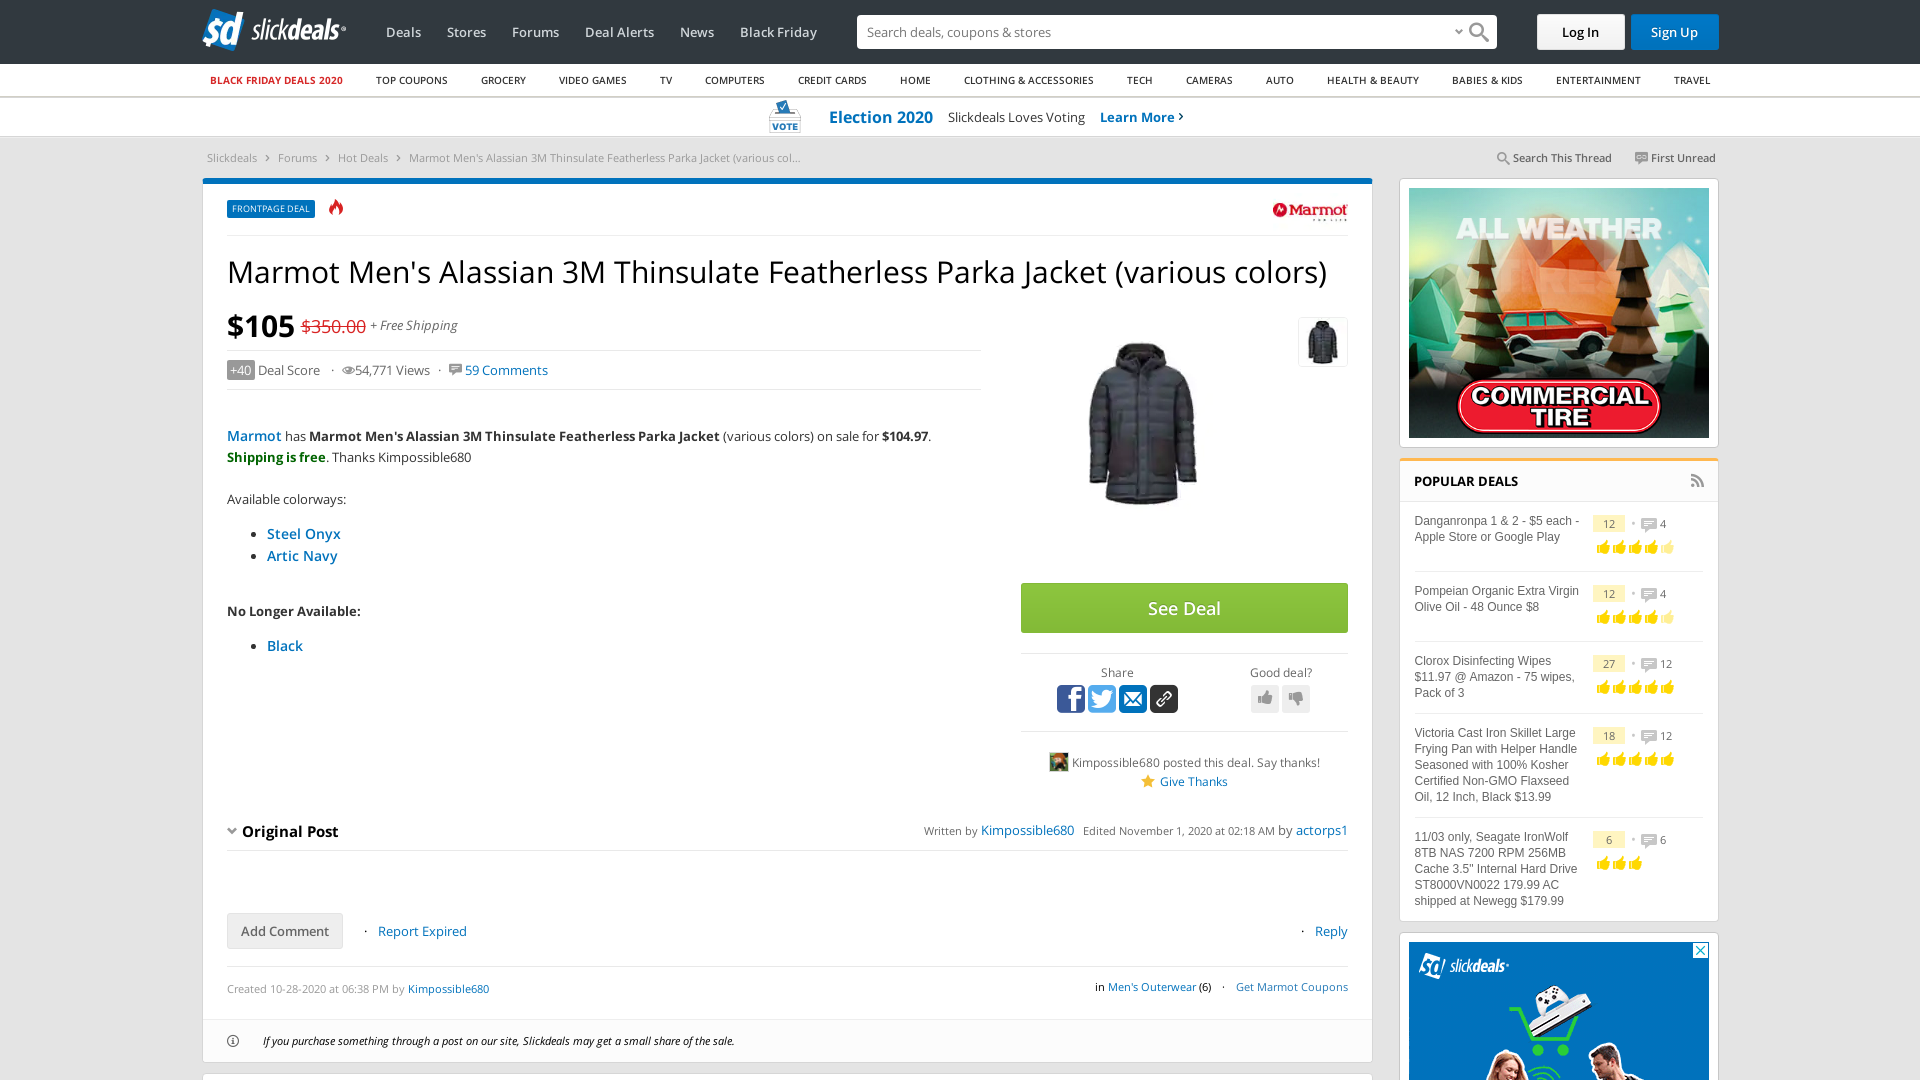 sd slickdeals
Deals
Stores
Forums
Deal Alerts
News
Black Friday
Search deals, coupons & stores
Log In
Sign Up
BLACK FRIDAY DEALS 2020
TOP COUPONS
GROCERY
VIDEO GAMES
TV
COMPUTERS
CREDIT CARDS
HOME
CLOTHING & ACCESSORIES
TECH
CAMERAS
AUTO
HEALTH & BEAUTY
BABIES & KIDS
ENTERTAINMENT
TRAVEL
VOTE
Election 2020 Slickdeals Loves Voting Learn More
Slickdeals > Forums > Hot Deals > Marmot Men's Alassian 3M Thinsulate Featherless Parka Jacket (various col...
Search This Thread
First Unread
FRONTPAGE DEAL
Marmot
FOR LIFE
Marmot Men's Alassian 3M Thinsulate Featherless Parka Jacket (various colors)
$105 $350.00 + Free Shipping
+40 Deal Score · 54,771 Views · 59 Comments
Marmot has Marmot Men's Alassian 3M Thinsulate Featherless Parka Jacket (various colors) on sale for $104.97.
Shipping is free. Thanks Kimpossible680
Available colorways:
• Steel Onyx
• Artic Navy
No Longer Available:
• Black
See Deal
Share
Good deal?
Kimpossible680 posted this deal. Say thanks!
Give Thanks
Original Post
Written by Kimpossible680 Edited November 1, 2020 at 02:18 AM by actorps1
Add Comment
· Report Expired
· Reply
Created 10-28-2020 at 06:38 PM by Kimpossible680
in Men's Outerwear (6) · Get Marmot Coupons
If you purchase something through a post on our site, Slickdeals may get a small share of the sale.
ALL WEATHER
TIRES
COMMERCIAL
TIRE
POPULAR DEALS
Danganronpa 1 & 2 - $5 each -
Apple Store or Google Play
12 • 4
Pompeian Organic Extra Virgin
Olive Oil - 48 Ounce $8
12 • 4
Clorox Disinfecting Wipes
$11.97 @ Amazon - 75 wipes,
Pack of 3
27 • 12
Victoria Cast Iron Skillet Large
Frying Pan with Helper Handle
Seasoned with 100% Kosher
Certified Non-GMO Flaxseed
Oil, 12 Inch, Black $13.99
18 • 12
11/03 only, Seagate IronWolf
8TB NAS 7200 RPM 256MB
Cache 3.5" Internal Hard Drive
ST8000VN0022 179.99 AC
shipped at Newegg $179.99
6 • 6
sd slickdeals